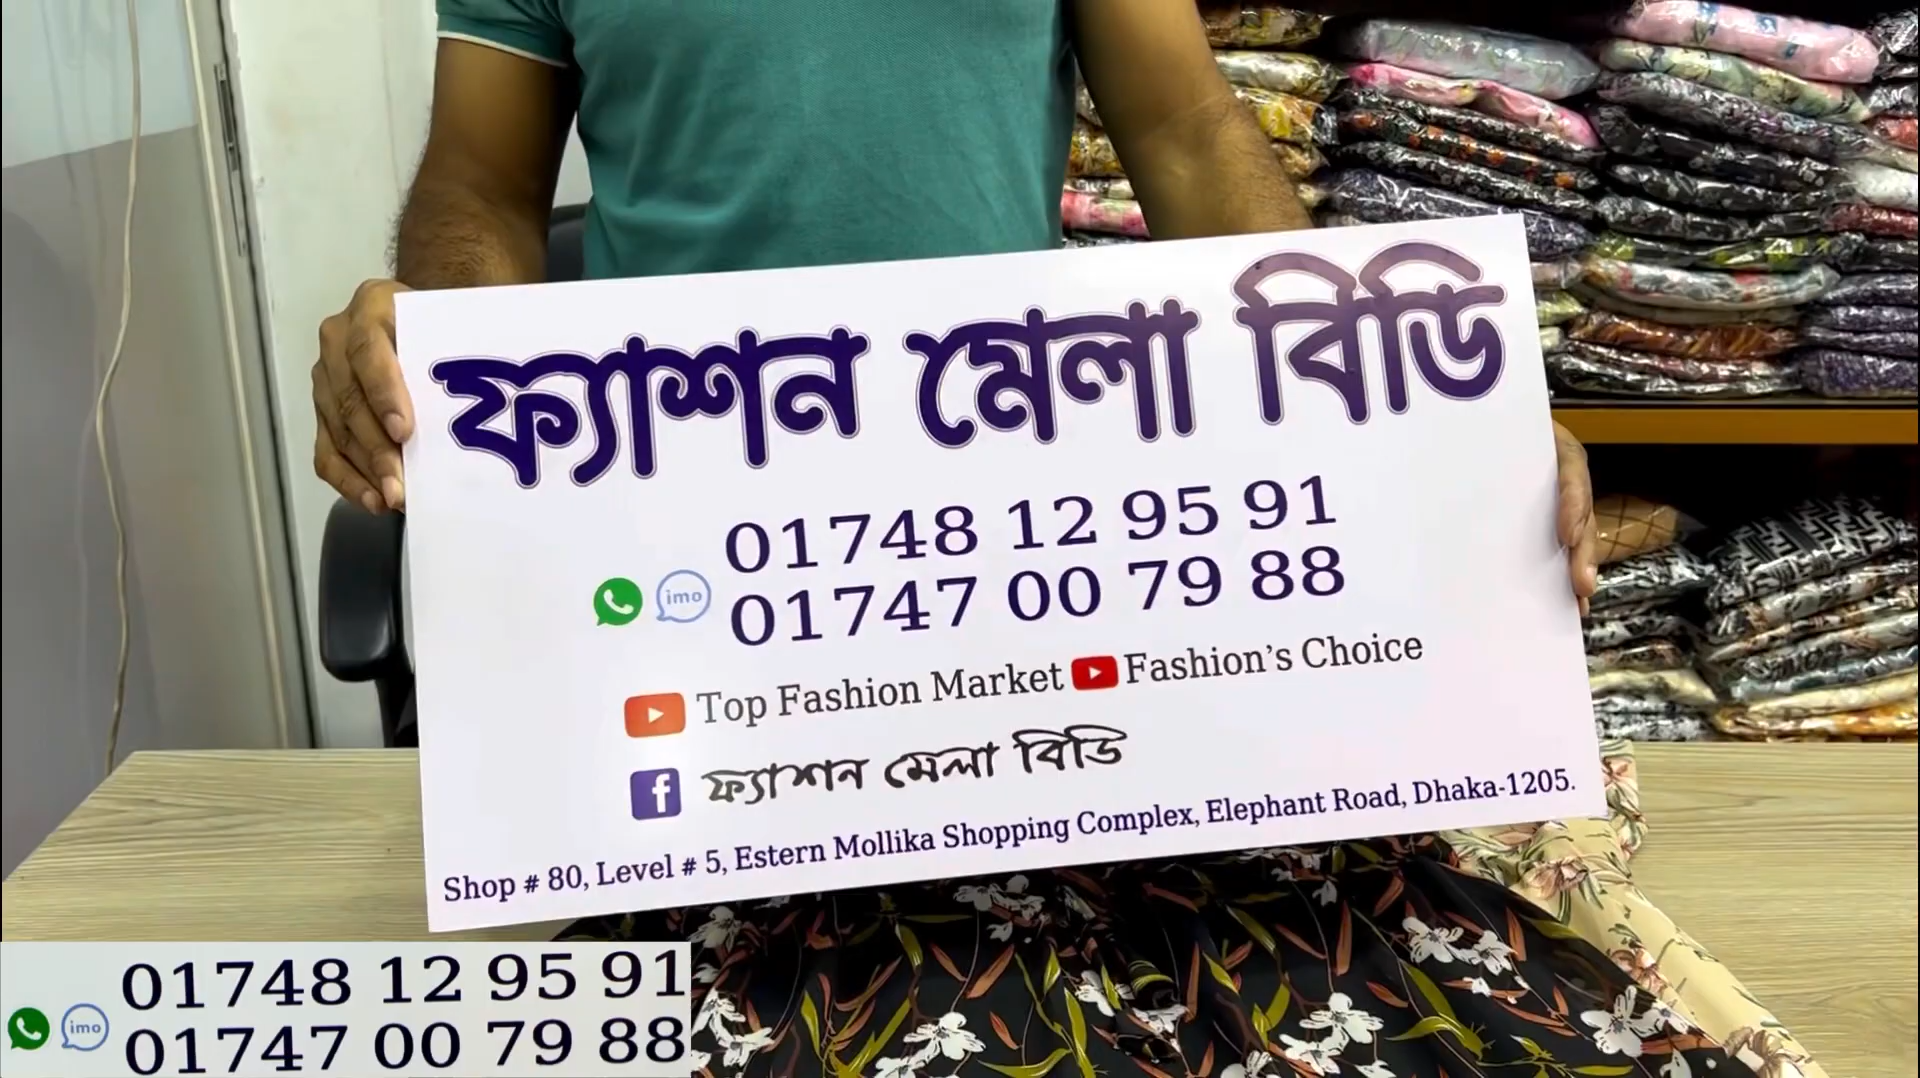 ফ্যাশন মেলা বিডি
01748 12 95 91
imo
01747 00 79 88
Top Fashion Market Fashion's Choice
f ফ্যাশন মেলা বিডি
Shop # 80, Level # 5, Estern Mollika Shopping Complex, Elephant Road, Dhaka-1205.
01748 12 95 91
imo
01747 00 79 88